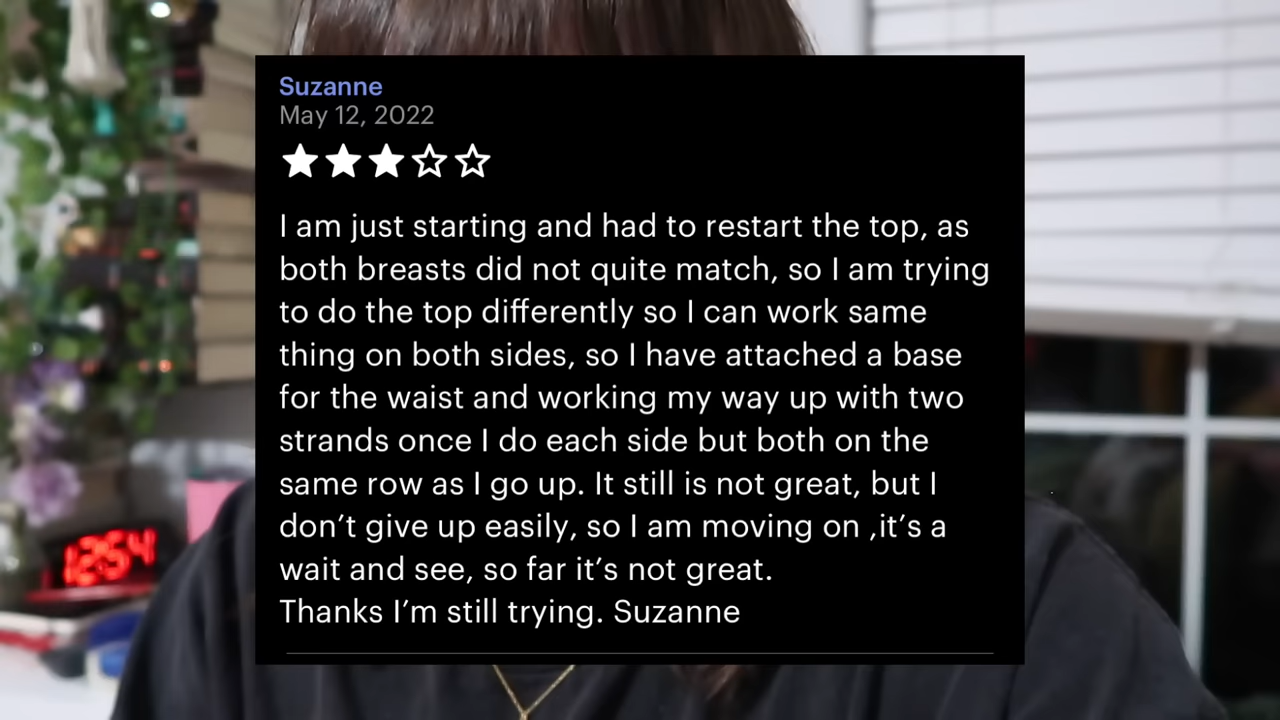 Suzanne
May 12, 2022
I am just starting and had to restart the top, as
both breasts did not quite match, so I am trying
to do the top differently so I can work same
thing on both sides, so I have attached a base
for the waist and working my way up with two
strands once I do each side but both on the
same row as I go up. It still is not great, but I
don’t give up easily, so I am moving on ,it’s a
wait and see, so far it’s not great.
Thanks I’m still trying. Suzanne
12:54